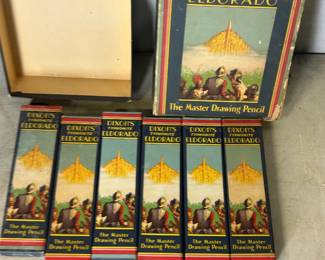 ELDORADO
The Master Drawing Pencil
DIXON'S
TYPHONITE
ELDORADO
The Master
Drawing Pencil
DIXON'S
TYPHONITE
ELDORADO
The Master
Drawing Pencil
DIXON'S
TYPHONITE
ELDORADO
The Master
Drawing Pencil
DIXON'S
TYPHONITE
ELDORADO
The Master
Drawing Pencil
DIXON'S
TYPHONITE
ELDORADO
The Master
Drawing Pencil
DIXON'S
TYPHONITE
ELDORADO
The Master
Drawing Pencil